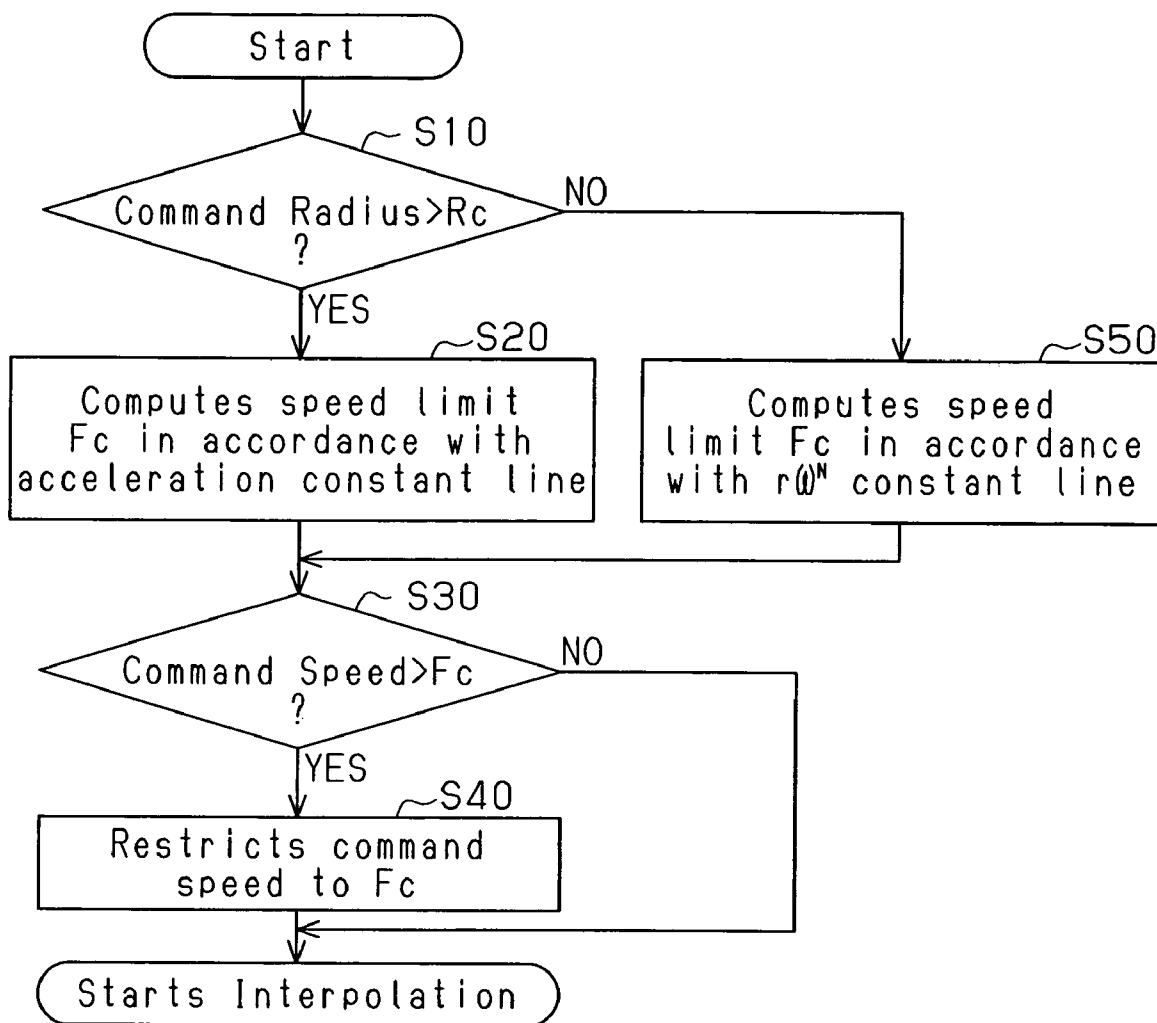 Start
S10
Command Radius>Rc
?
NO
YES
S20
Computes speed limit
Fc in accordance with
acceleration constant line
S50
Computes speed
limit Fc in accordance
with rωᴺ constant line
S30
Command Speed>Fc
?
NO
YES
S40
Restricts command
speed to Fc
Starts Interpolation